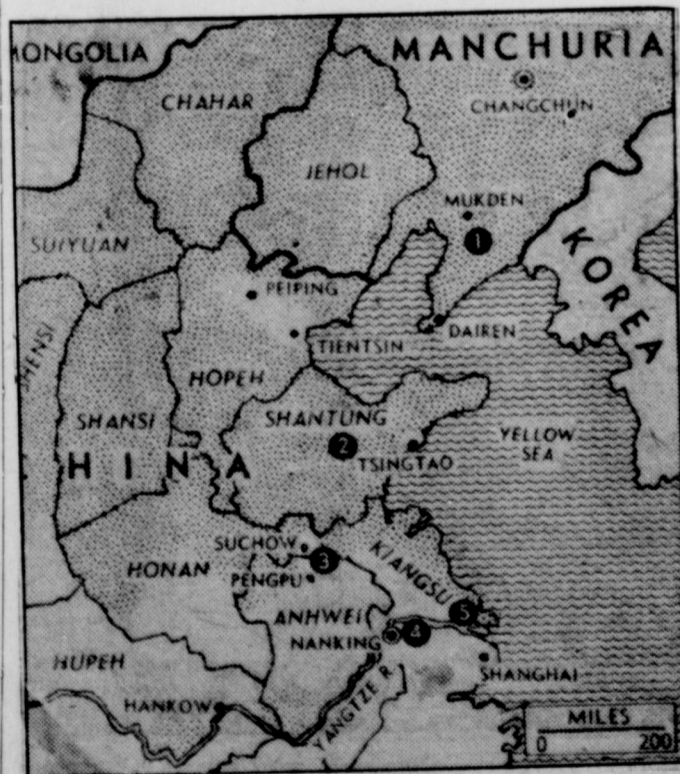 MONGOLIA
MANCHURIA
CHAHAR
CHANGCHUN
JEHOL
MUKDEN
1
SUIYUAN
KOREA
PEIPING
TIENTSIN
DAIREN
HENSI
HOPEH
SHANSI
SHANTUNG
2
TSINGTAO
YELLOW
SEA
HINA
SUCHOW
3
KIANGSU
HONAN
PENGPU
ANHWEI
5
NANKING
4
HUPEH
SHANGHAI
HANKOW
YANGTZE R.
MILES
0 200